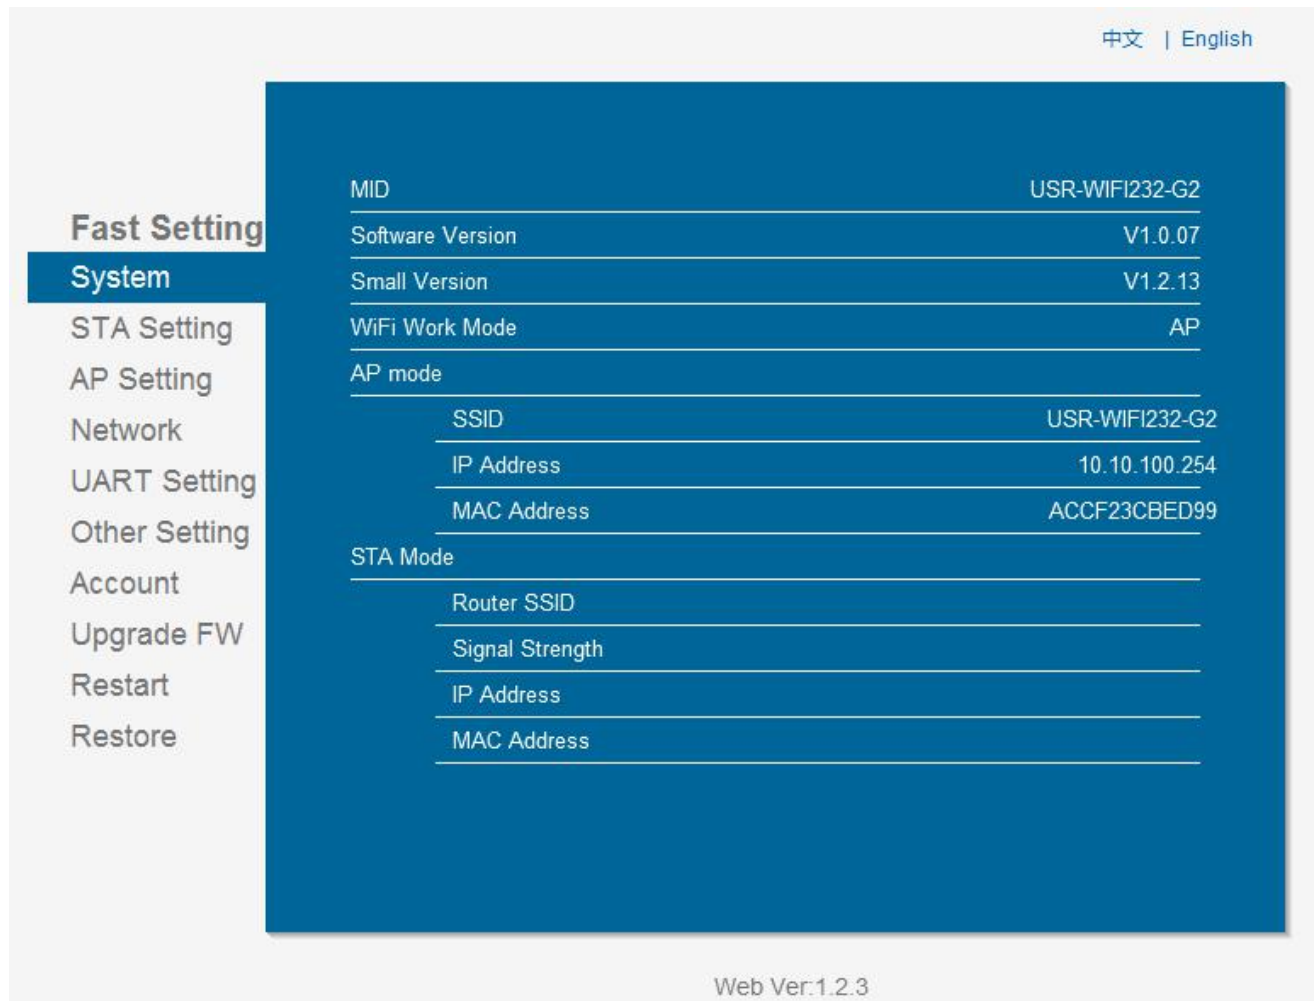 中文 | English
Fast Setting
System
STA Setting
AP Setting
Network
UART Setting
Other Setting
Account
Upgrade FW
Restart
Restore
MID USR-WIFI232-G2
Software Version V1.0.07
Small Version V1.2.13
WiFi Work Mode AP
AP mode
SSID USR-WIFI232-G2
IP Address 10.10.100.254
MAC Address ACCF23CBED99
STA Mode
Router SSID
Signal Strength
IP Address
MAC Address
Web Ver:1.2.3